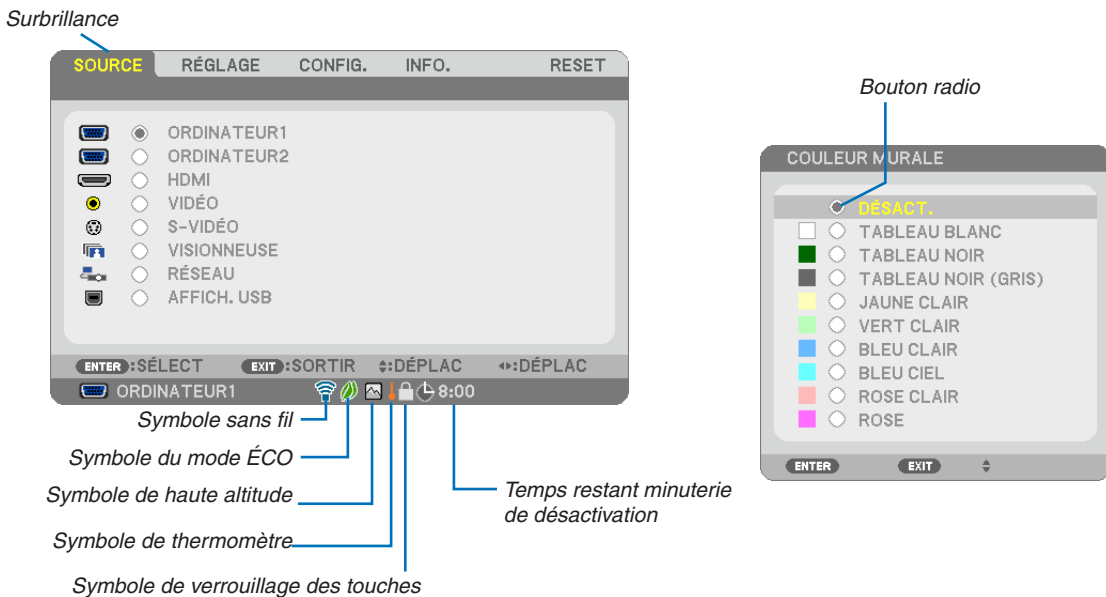 Surbrillance
SOURCE RÉGLAGE CONFIG. INFO. RESET
ORDINATEUR1
ORDINATEUR2
HDMI
VIDÉO
S-VIDÉO
VISIONNEUSE
RÉSEAU
AFFICH. USB
ENTER :SÉLECT EXIT :SORTIR :DÉPLAC :DÉPLAC
ORDINATEUR1 8:00
Symbole sans fil
Symbole du mode ÉCO
Symbole de haute altitude
Symbole de thermomètre
Symbole de verrouillage des touches
Temps restant minuterie
de désactivation
Bouton radio
COULEUR MURALE
DÉSACT.
TABLEAU BLANC
TABLEAU NOIR
TABLEAU NOIR (GRIS)
JAUNE CLAIR
VERT CLAIR
BLEU CLAIR
BLEU CIEL
ROSE CLAIR
ROSE
ENTER EXIT